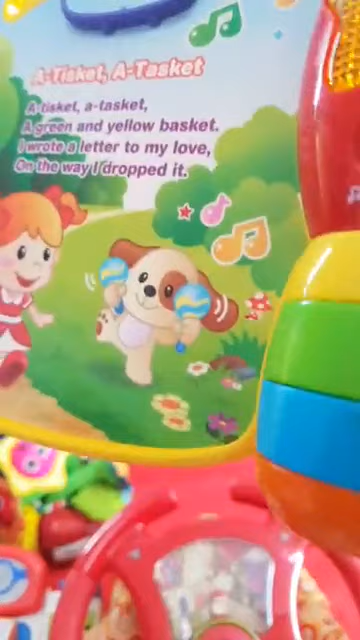 A-Tisket, A-Tasket
A-tisket, a-tasket,
A green and yellow basket.
I wrote a letter to my love,
On the way I dropped it.